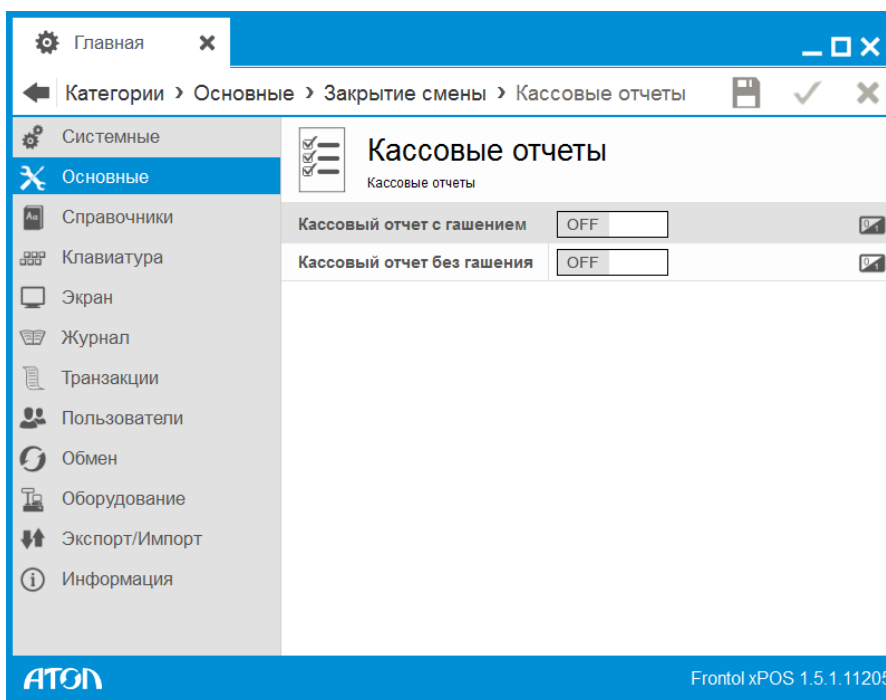 Главная
Категории > Основные > Закрытие смены > Кассовые отчеты
Системные
Основные
Справочники
Клавиатура
Экран
Журнал
Транзакции
Пользователи
Обмен
Оборудование
Экспорт/Импорт
Информация
Кассовые отчеты
Кассовые отчеты
Кассовый отчет с гашением OFF
Кассовый отчет без гашения OFF
АТОЛ
Frontol xPOS 1.5.1.11205